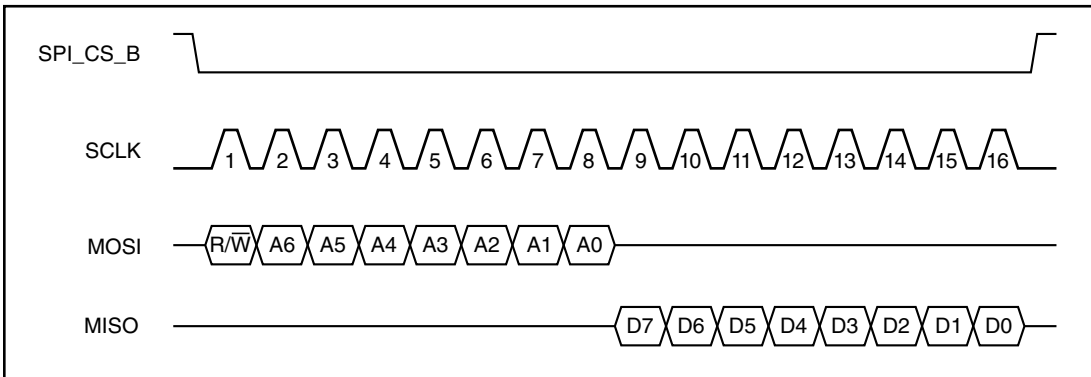 SPI_CS_B
SCLK 1 2 3 4 5 6 7 8 9 10 11 12 13 14 15 16
MOSI R/W̅ A6 A5 A4 A3 A2 A1 A0
MISO D7 D6 D5 D4 D3 D2 D1 D0